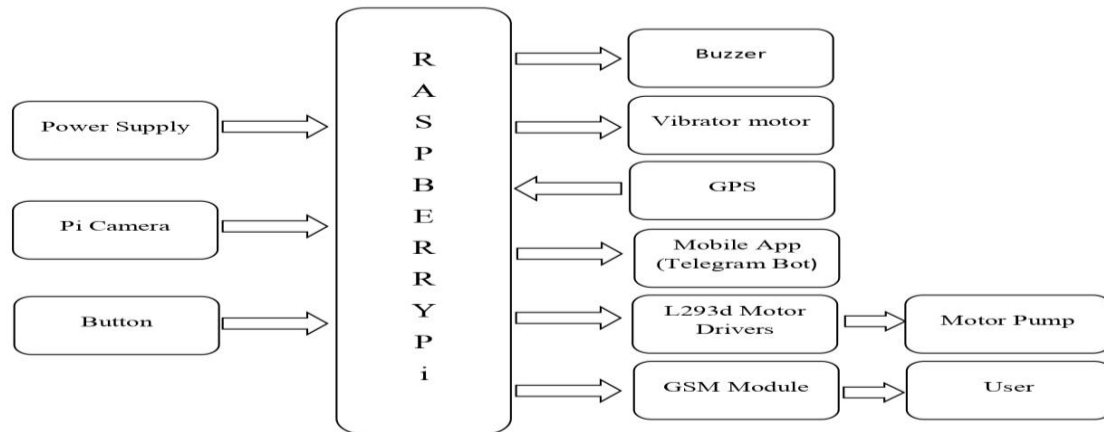 Power Supply
Pi Camera
Button
R
A
S
P
B
E
R
R
Y
P
i
Buzzer
Vibrator motor
GPS
Mobile App
(Telegram Bot)
L293d Motor
Drivers
Motor Pump
GSM Module
User